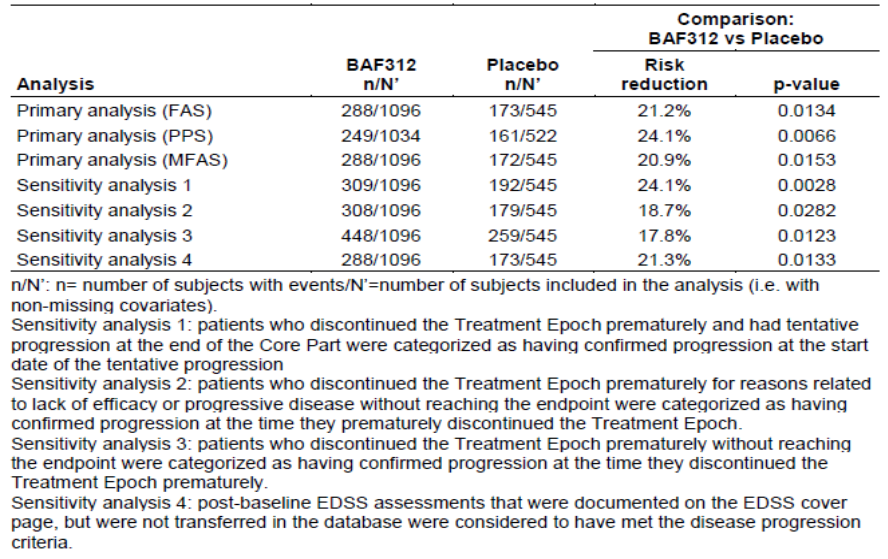 Comparison:
BAF312 vs Placebo
BAF312 Placebo Risk
Analysis n/N’ n/N’ reduction p-value
Primary analysis (FAS) 288/1096 173/545 21.2% 0.0134
Primary analysis (PPS) 249/1034 161/522 24.1% 0.0066
Primary analysis (MFAS) 288/1096 172/545 20.9% 0.0153
Sensitivity analysis 1 309/1096 192/545 24.1% 0.0028
Sensitivity analysis 2 308/1096 179/545 18.7% 0.0282
Sensitivity analysis 3 448/1096 259/545 17.8% 0.0123
Sensitivity analysis 4 288/1096 173/545 21.3% 0.0133
n/N’: n= number of subjects with events/N’=number of subjects included in the analysis (i.e. with
non-missing covariates).
Sensitivity analysis 1: patients who discontinued the Treatment Epoch prematurely and had tentative
progression at the end of the Core Part were categorized as having confirmed progression at the start
date of the tentative progression
Sensitivity analysis 2: patients who discontinued the Treatment Epoch prematurely for reasons related
to lack of efficacy or progressive disease without reaching the endpoint were categorized as having
confirmed progression at the time they prematurely discontinued the Treatment Epoch.
Sensitivity analysis 3: patients who discontinued the Treatment Epoch prematurely without reaching
the endpoint were categorized as having confirmed progression at the time they discontinued the
Treatment Epoch prematurely.
Sensitivity analysis 4: post-baseline EDSS assessments that were documented on the EDSS cover
page, but were not transferred in the database were considered to have met the disease progression
criteria.